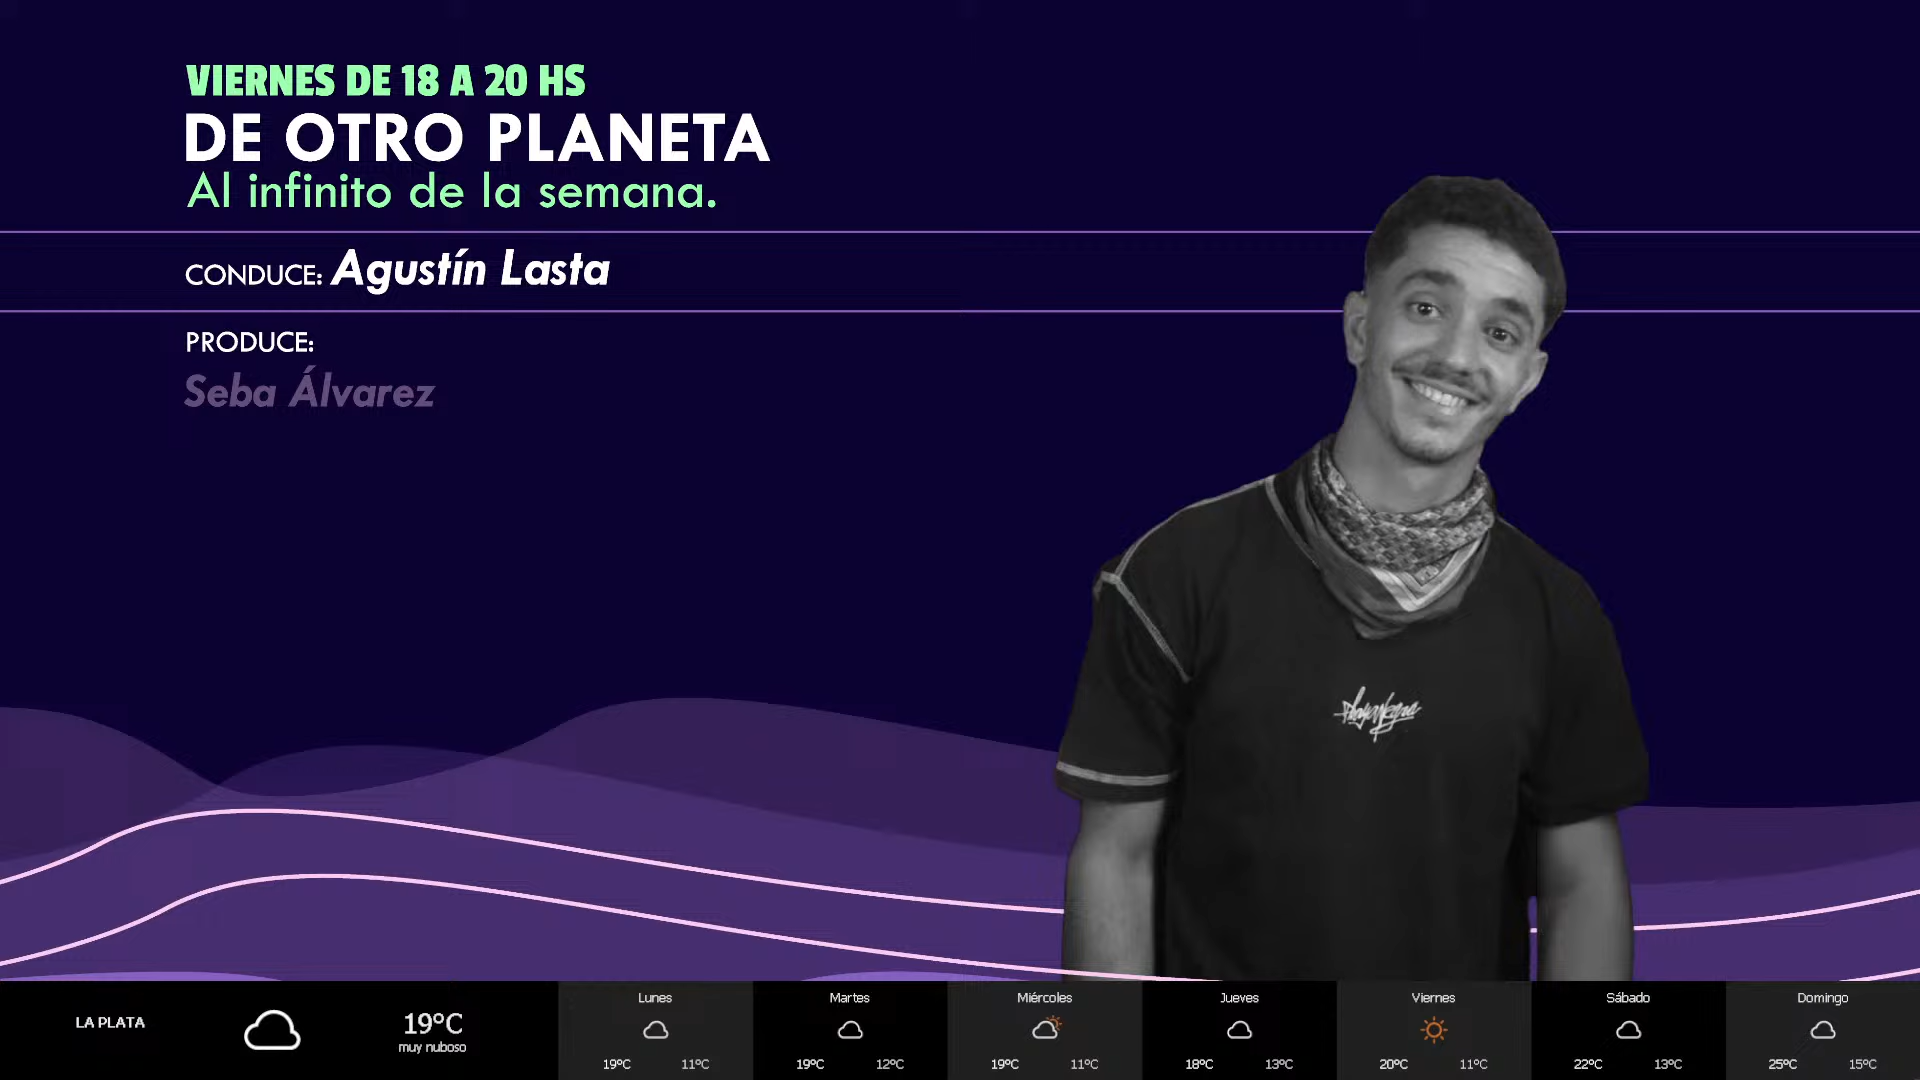 VIERNES DE 18 A 20 HS
DE OTRO PLANETA
Al infinito de la semana.
CONDUCE: Agustín Lasta
PRODUCE:
Seba Álvarez
LA PLATA
19°C
muy nuboso
Lunes
19°C 11°C
Martes
19°C 12°C
Miércoles
19°C 11°C
Jueves
18°C 13°C
Viernes
20°C 11°C
Sábado
22°C 13°C
Domingo
25°C 15°C